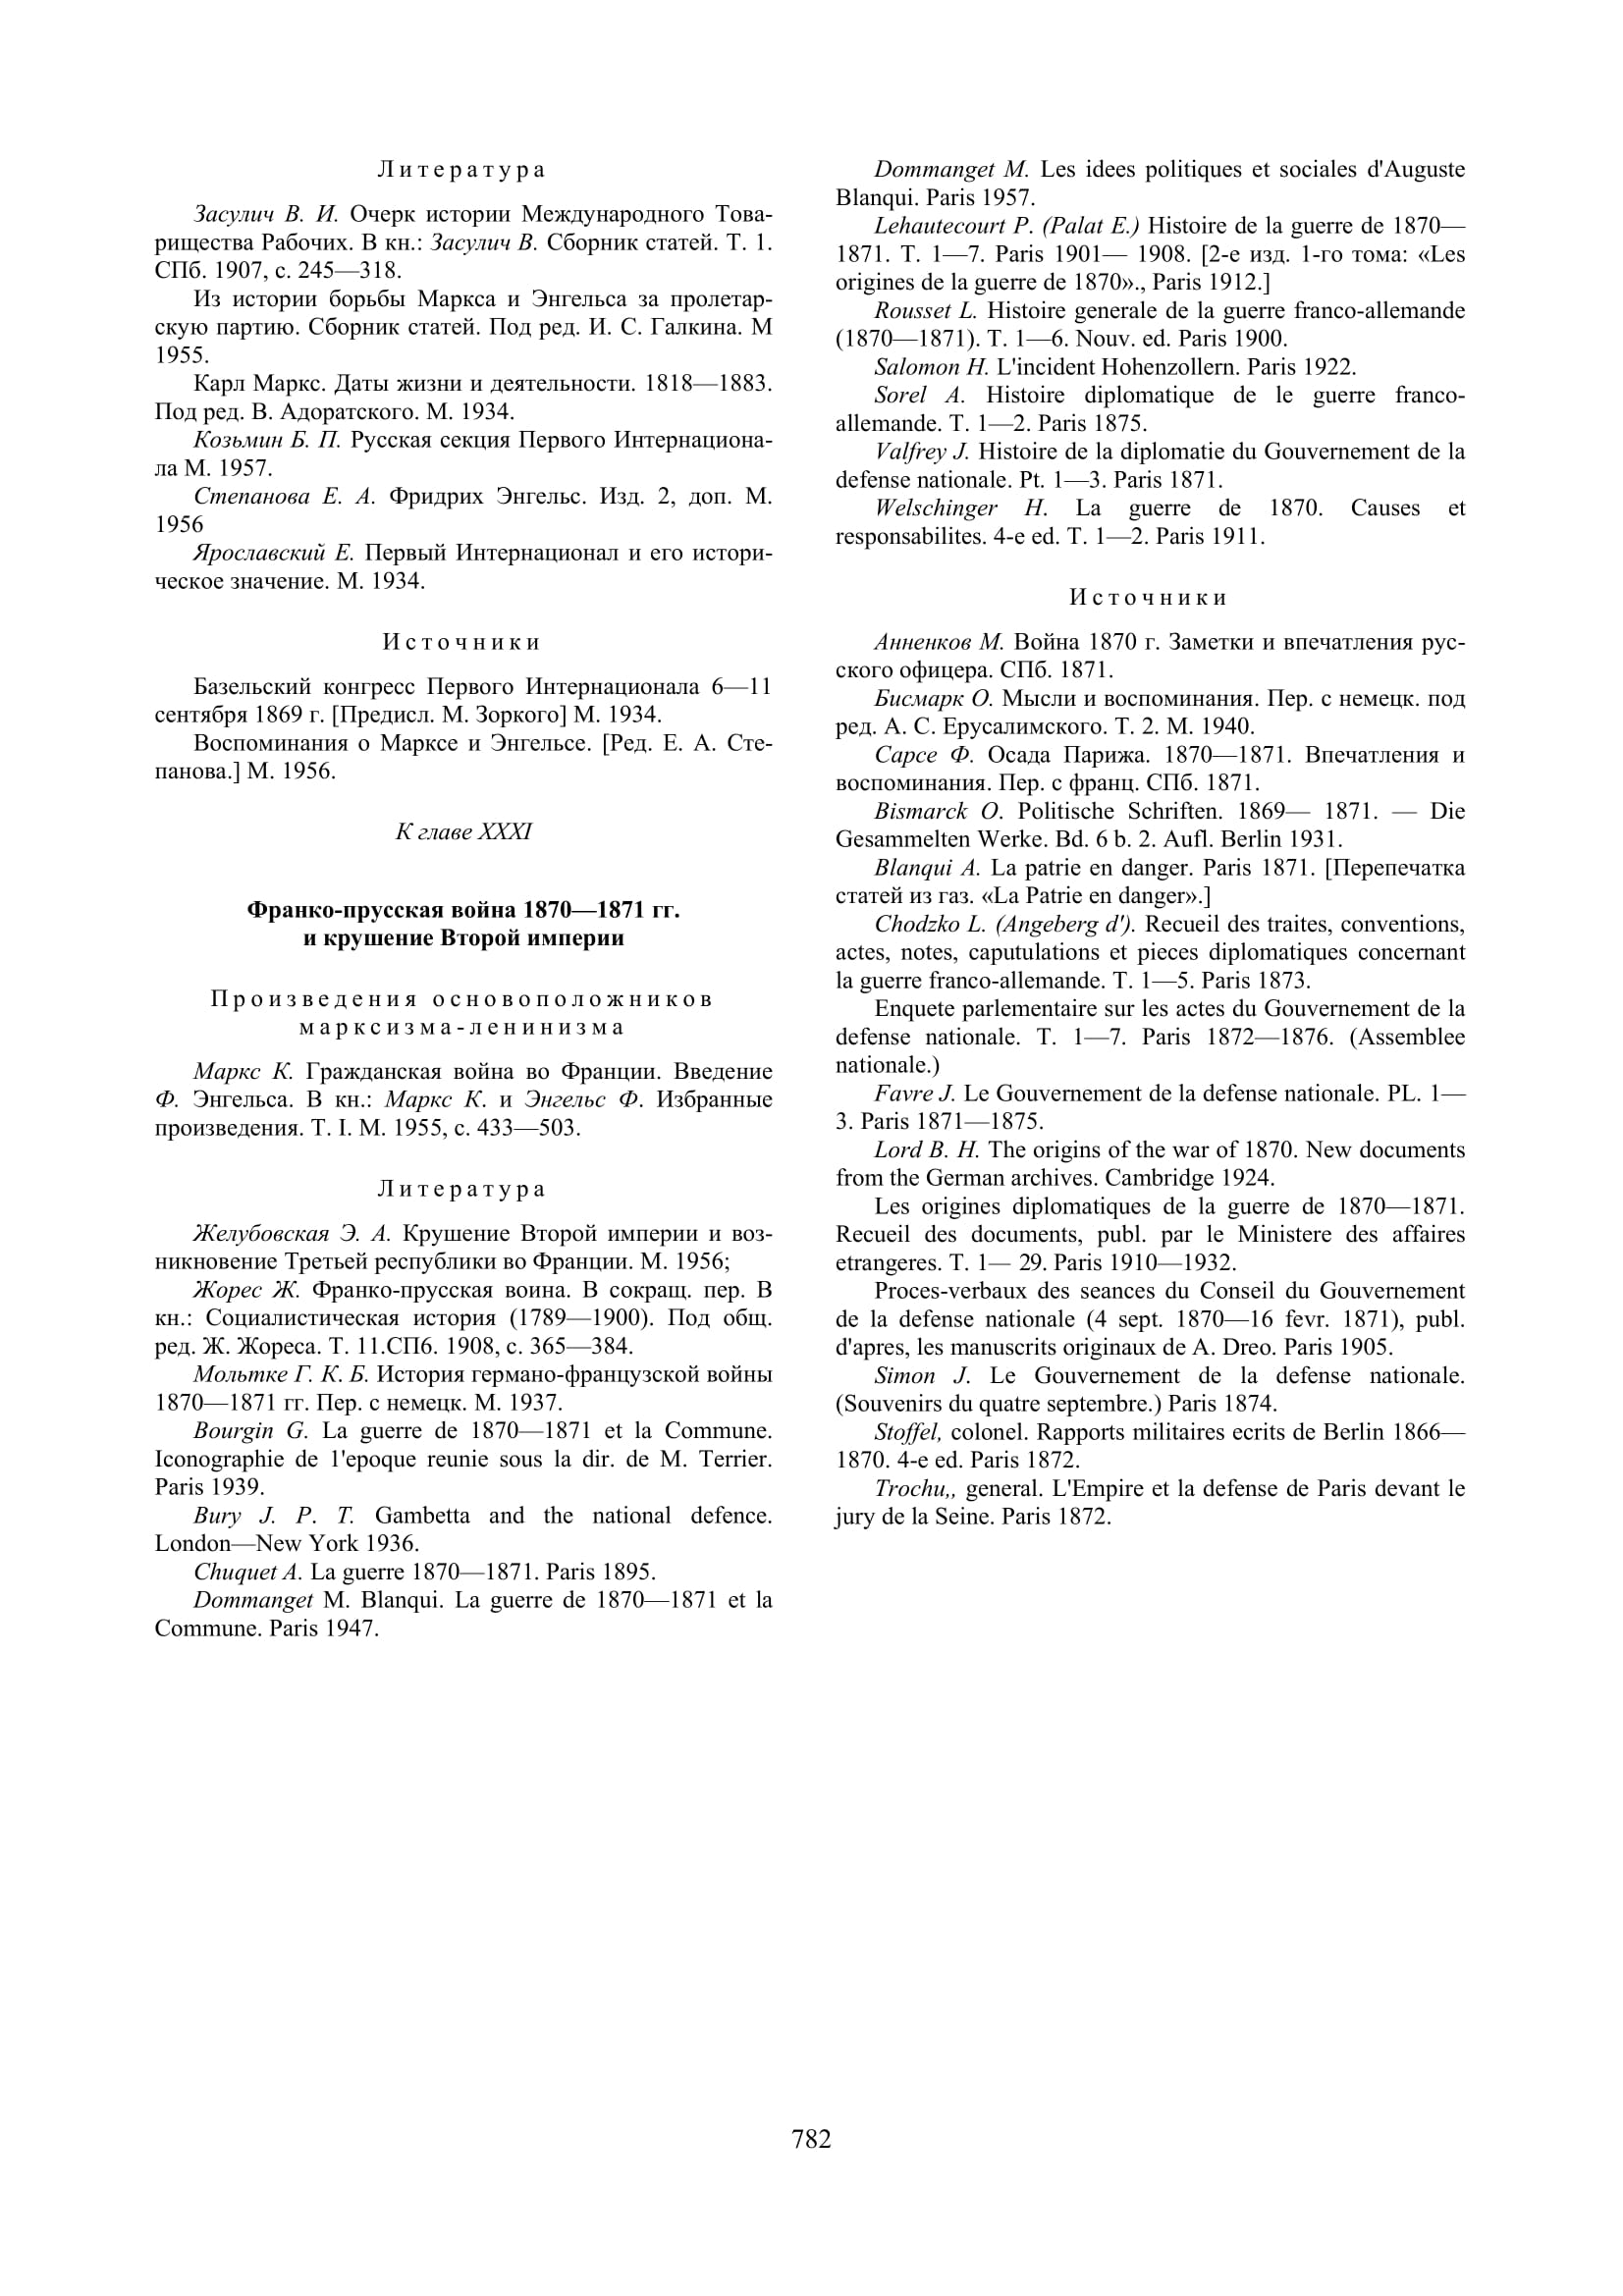 Литература
Засулич В. И. Очерк истории Международного Това-
рищества Рабочих. В кн.: Засулич В. Сборник статей. Т. 1.
СПб. 1907, с. 245—318.
Из истории борьбы Маркса и Энгельса за пролетар-
скую партию. Сборник статей. Под ред. И. С. Галкина. М
1955.
Карл Маркс. Даты жизни и деятельности. 1818—1883.
Под ред. В. Адоратского. М. 1934.
Козьмин Б. П. Русская секция Первого Интернациона-
ла М. 1957.
Степанова Е. А. Фридрих Энгельс. Изд. 2, доп. М.
1956
Ярославский Е. Первый Интернационал и его истори-
ческое значение. М. 1934.
Источники
Базельский конгресс Первого Интернационала 6—11
сентября 1869 г. [Предисл. М. Зоркого] М. 1934.
Воспоминания о Марксе и Энгельсе. [Ред. Е. А. Сте-
панова.] М. 1956.
К главе XXXI
Франко-прусская война 1870—1871 гг.
и крушение Второй империи
Произведения основоположников
марксизма-ленинизма
Маркс К. Гражданская война во Франции. Введение
Ф. Энгельса. В кн.: Маркс К. и Энгельс Ф. Избранные
произведения. Т. I. М. 1955, с. 433—503.
Литература
Желубовская Э. А. Крушение Второй империи и воз-
никновение Третьей республики во Франции. М. 1956;
Жорес Ж. Франко-прусская воина. В сокращ. пер. В
кн.: Социалистическая история (1789—1900). Под общ.
ред. Ж. Жореса. Т. 11.СП6. 1908, с. 365—384.
Мольтке Г. К. Б. История германо-французской войны
1870—1871 гг. Пер. с немецк. М. 1937.
Bourgin G. La guerre de 1870—1871 et la Commune.
Iconographie de 1'epoque reunie sous la dir. de M. Terrier.
Paris 1939.
Bury J. P. T. Gambetta and the national defence.
London—New York 1936.
Chuquet A. La guerre 1870—1871. Paris 1895.
Dommanget M. Blanqui. La guerre de 1870—1871 et la
Commune. Paris 1947.
Dommanget M. Les idees politiques et sociales d'Auguste
Blanqui. Paris 1957.
Lehautecourt P. (Palat E.) Histoire de la guerre de 1870—
1871. T. 1—7. Paris 1901— 1908. [2-е изд. 1-го тома: «Les
origines de la guerre de 1870»., Paris 1912.]
Rousset L. Histoire generale de la guerre franco-allemande
(1870—1871). T. 1—6. Nouv. ed. Paris 1900.
Salomon H. L'incident Hohenzollern. Paris 1922.
Sorel A. Histoire diplomatique de le guerre franco-
allemande. T. 1—2. Paris 1875.
Valfrey J. Histoire de la diplomatie du Gouvernement de la
defense nationale. Pt. 1—3. Paris 1871.
Welschinger H. La guerre de 1870. Causes et
responsabilites. 4-e ed. T. 1—2. Paris 1911.
Источники
Анненков М. Война 1870 г. Заметки и впечатления рус-
ского офицера. СПб. 1871.
Бисмарк О. Мысли и воспоминания. Пер. с немецк. под
ред. А. С. Ерусалимского. Т. 2. М. 1940.
Сарсе Ф. Осада Парижа. 1870—1871. Впечатления и
воспоминания. Пер. с франц. СПб. 1871.
Bismarck O. Politische Schriften. 1869— 1871. — Die
Gesammelten Werke. Bd. 6 b. 2. Aufl. Berlin 1931.
Blanqui A. La patrie en danger. Paris 1871. [Перепечатка
статей из газ. «La Patrie en danger».]
Chodzko L. (Angeberg d'). Recueil des traites, conventions,
actes, notes, caputulations et pieces diplomatiques concernant
la guerre franco-allemande. T. 1—5. Paris 1873.
Enquete parlementaire sur les actes du Gouvernement de la
defense nationale. T. 1—7. Paris 1872—1876. (Assemblee
nationale.)
Favre J. Le Gouvernement de la defense nationale. PL. 1—
3. Paris 1871—1875.
Lord B. H. The origins of the war of 1870. New documents
from the German archives. Cambridge 1924.
Les origines diplomatiques de la guerre de 1870—1871.
Recueil des documents, publ. par le Ministere des affaires
etrangeres. T. 1— 29. Paris 1910—1932.
Proces-verbaux des seances du Conseil du Gouvernement
de la defense nationale (4 sept. 1870—16 fevr. 1871), publ.
d'apres, les manuscrits originaux de A. Dreo. Paris 1905.
Simon J. Le Gouvernement de la defense nationale.
(Souvenirs du quatre septembre.) Paris 1874.
Stoffel, colonel. Rapports militaires ecrits de Berlin 1866—
1870. 4-e ed. Paris 1872.
Trochu,, general. L'Empire et la defense de Paris devant le
jury de la Seine. Paris 1872.
782